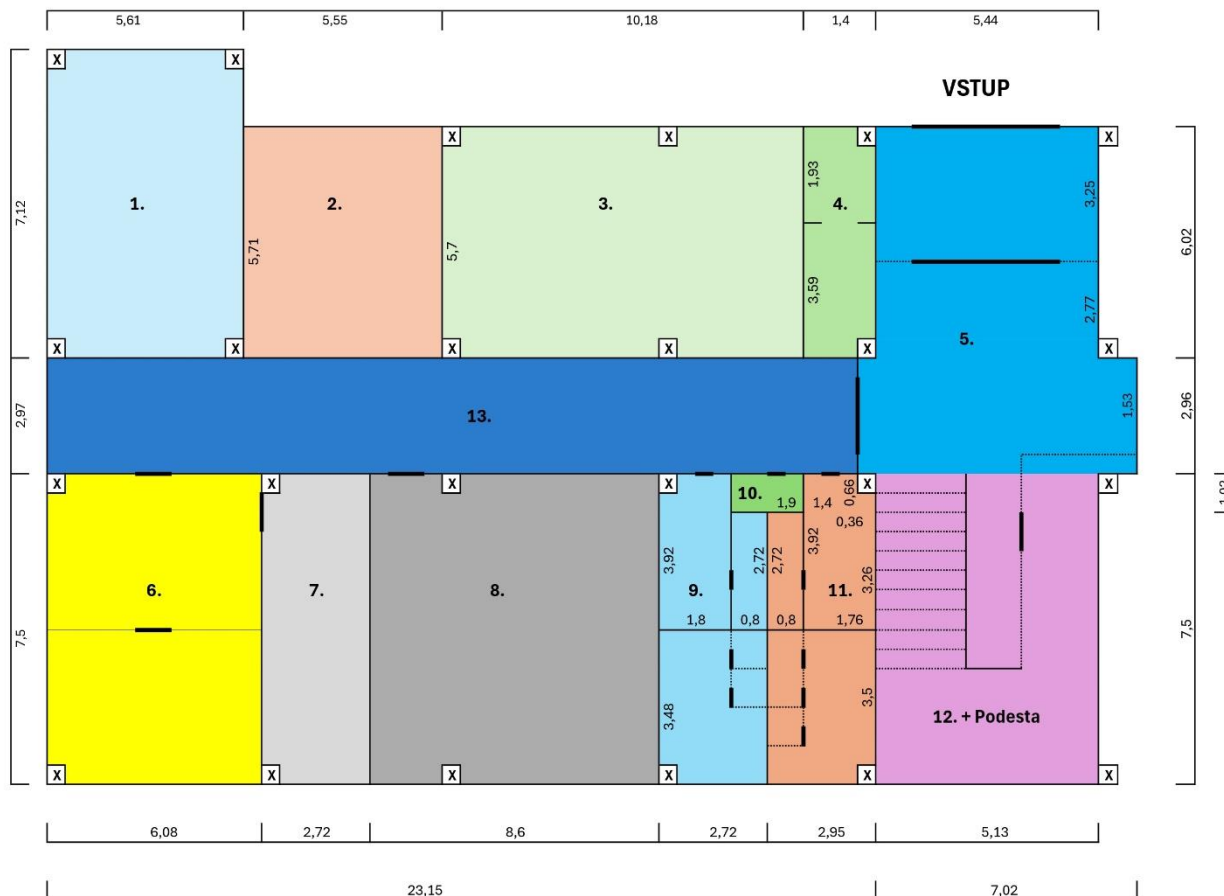 5,61 5,55 10,18 1,4 5,44
X X
VSTUP
X X X X
1,93
3,25
7,12
1. 2. 3. 4.
6,02
5,71
5,7
3,59
2,77
5.
X X X X X X
2,97
13.
1,53
2,96
X X X X X X
10. 1,9 1,4 0,66
0,36
1,02
3,92 2,72 2,72 3,92 3,26
6. 7. 8. 9. 11.
1,8 0,8 0,8 1,76
7,5
7,5
3,48
3,5
12. + Podesta
X X X X X X
6,08 2,72 8,6 2,72 2,95 5,13
23,15 7,02